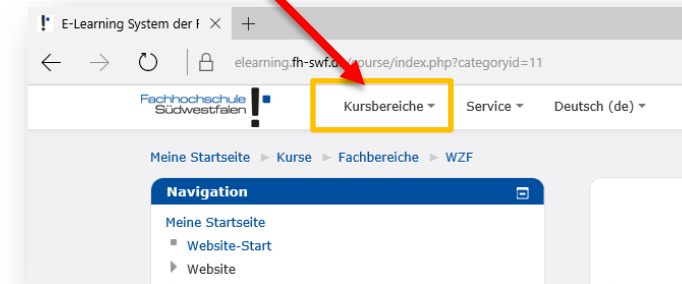 E-Learning System der F
elearning.fh-swf.de/course/index.php?categoryid=11
Fachhochschule
Südwestfalen
Kursbereiche
Service
Deutsch (de)
Meine Startseite
Kurse
Fachbereiche
WZF
Navigation
Meine Startseite
Website-Start
Website